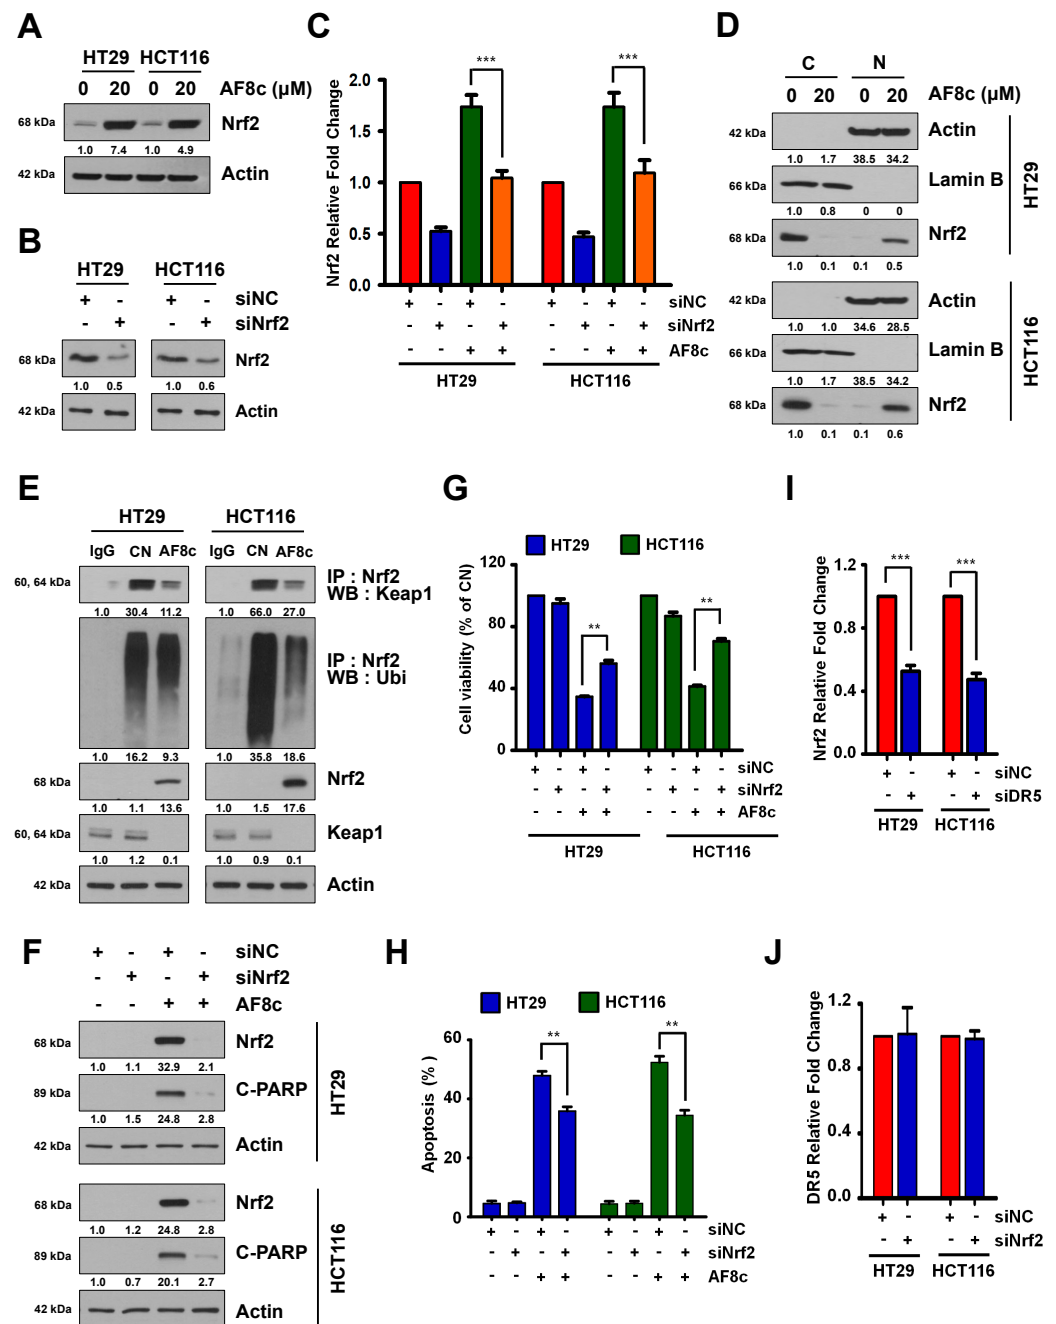 A
HT29 HCT116
0 20 0 20 AF8c (µM)
68 kDa Nrf2
1.0 7.4 1.0 4.9
42 kDa Actin
B
HT29 HCT116
+ - + - siNC
- + - + siNrf2
68 kDa Nrf2
1.0 0.5 1.0 0.6
42 kDa Actin
C
Nrf2 Relative Fold Change
2.0
1.5
1.0
0.5
0.0
*** ***
+ - + - + - + - siNC
- + - + - + - + siNrf2
- - + + - - + + AF8c
HT29 HCT116
D
C N
0 20 0 20 AF8c (µM)
42 kDa Actin
1.0 1.7 38.5 34.2
66 kDa Lamin B
1.0 0.8 0 0
68 kDa Nrf2
1.0 0.1 0.1 0.5
HT29
42 kDa Actin
1.0 1.0 34.6 28.5
66 kDa Lamin B
1.0 1.7 38.5 34.2
68 kDa Nrf2
1.0 0.1 0.1 0.6
HCT116
E
HT29 HCT116
IgG CN AF8c IgG CN AF8c
60, 64 kDa IP : Nrf2
WB : Keap1
1.0 30.4 11.2 1.0 66.0 27.0
IP : Nrf2
WB : Ubi
1.0 16.2 9.3 1.0 35.8 18.6
68 kDa Nrf2
1.0 1.1 13.6 1.0 1.5 17.6
60, 64 kDa Keap1
1.0 1.2 0.1 1.0 0.9 0.1
42 kDa Actin
F
+ - + - siNC
- + - + siNrf2
- - + + AF8c
68 kDa Nrf2
1.0 1.1 32.9 2.1
89 kDa C-PARP
1.0 1.5 24.8 2.8
42 kDa Actin
HT29
68 kDa Nrf2
1.0 1.2 24.8 2.8
89 kDa C-PARP
1.0 0.7 20.1 2.7
42 kDa Actin
HCT116
G
HT29 HCT116
Cell viability (% of CN)
120
80
40
0
** **
+ - + - + - + - siNC
- + - + - + - + siNrf2
- - + + - - + + AF8c
HT29 HCT116
H
HT29 HCT116
Apoptosis (% )
60
40
20
0
** **
+ - + - + - + - siNC
- + - + - + - + siNrf2
- - + + - - + + AF8c
I
Nrf2 Relative Fold Change
1.2
0.8
0.4
0.0
*** ***
+ - + - siNC
- + - + siDR5
HT29 HCT116
J
DR5 Relative Fold Change
1.2
0.8
0.4
0.0
+ - + - siNC
- + - + siNrf2
HT29 HCT116